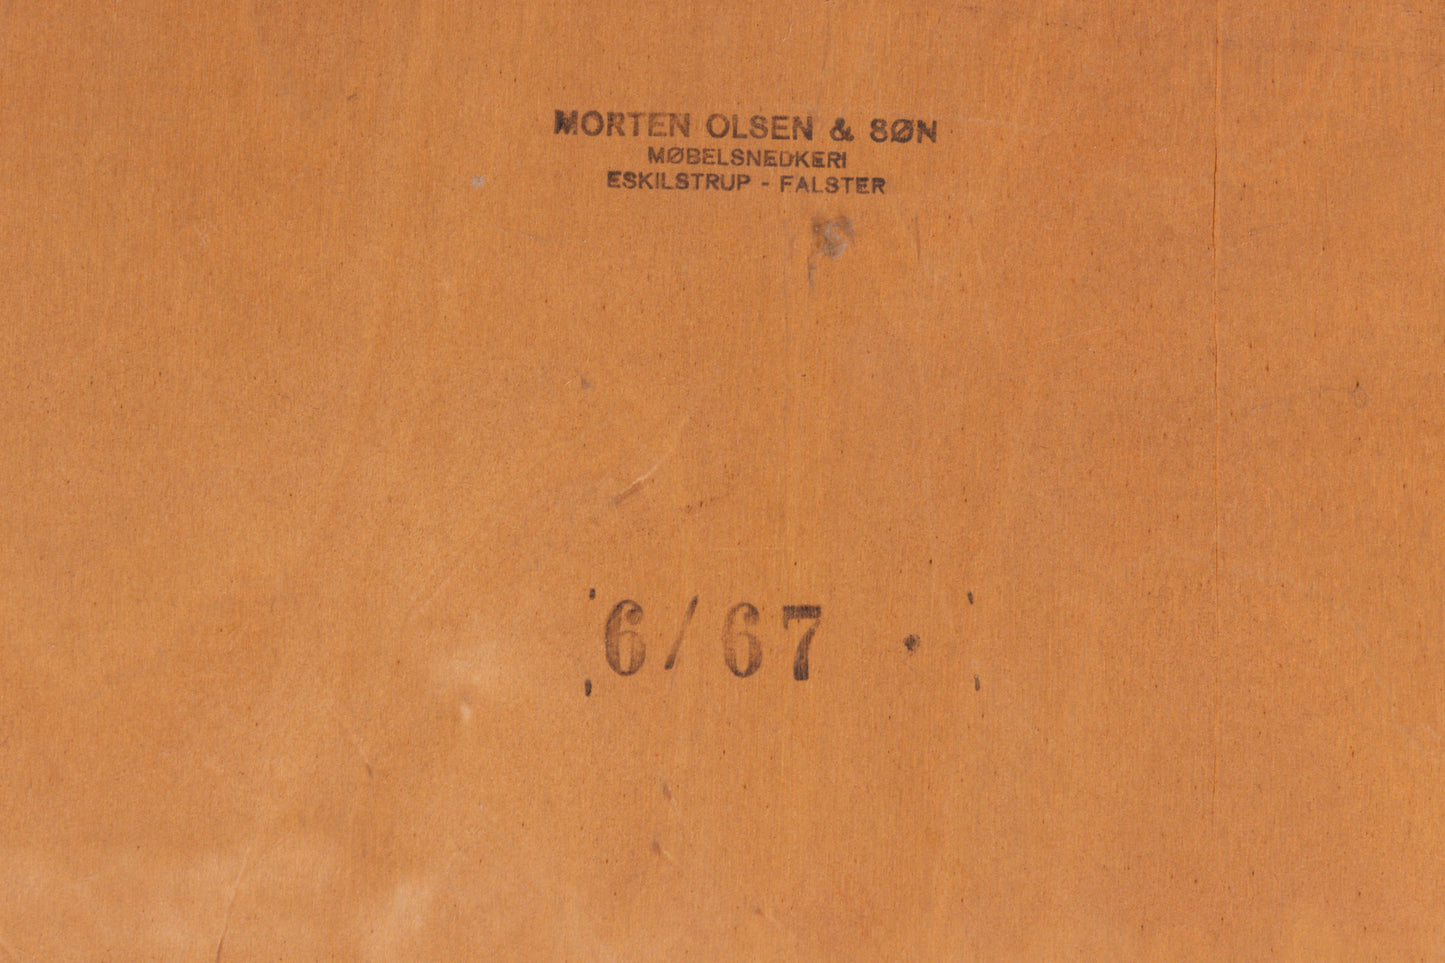 MORTEN OLSEN & SØN
MØBELSNEDKERI
ESKILSTRUP - FALSTER
6/67